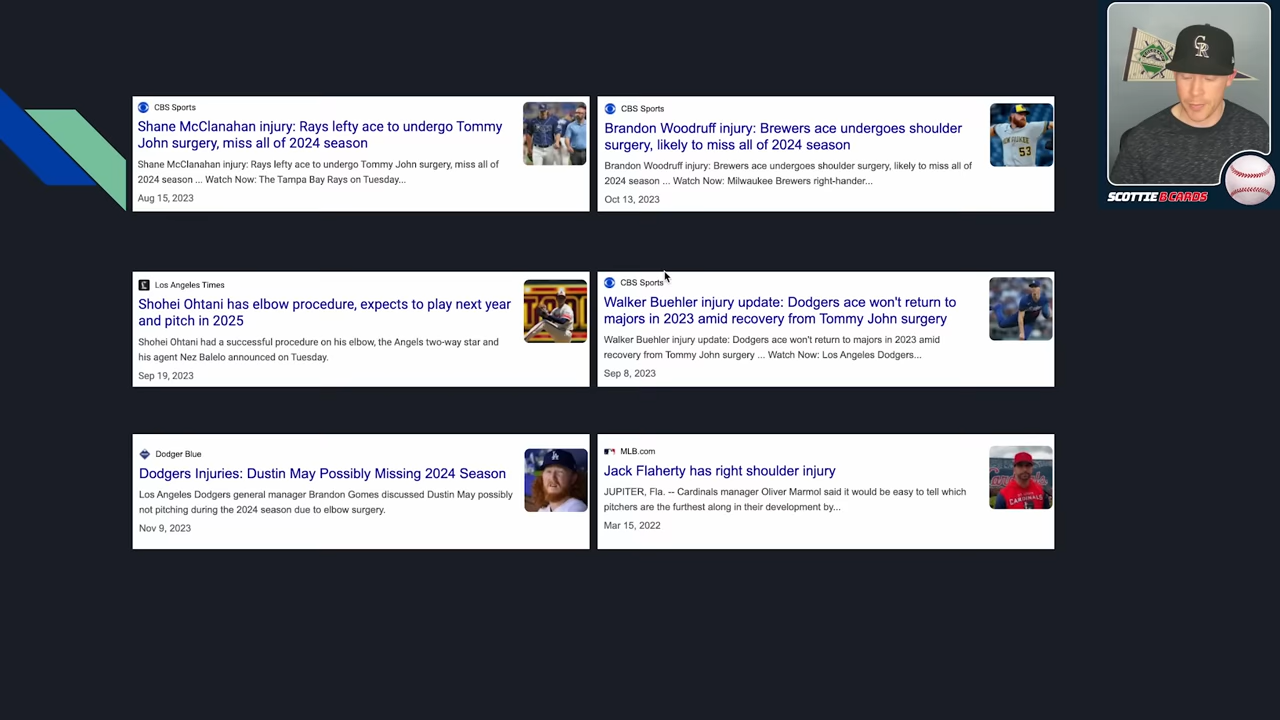 CBS Sports
Shane McClanahan injury: Rays lefty ace to undergo Tommy
John surgery, miss all of 2024 season
Shane McClanahan injury: Rays lefty ace to undergo Tommy John surgery, miss all of
2024 season ... Watch Now: The Tampa Bay Rays on Tuesday...
Aug 15, 2023
CBS Sports
Brandon Woodruff injury: Brewers ace undergoes shoulder
surgery, likely to miss all of 2024 season
Brandon Woodruff injury: Brewers ace undergoes shoulder surgery, likely to miss all of
2024 season ... Watch Now: Milwaukee Brewers right-hander...
Oct 13, 2023
53
Los Angeles Times
Shohei Ohtani has elbow procedure, expects to play next year
and pitch in 2025
Shohei Ohtani had a successful procedure on his elbow, the Angels two-way star and
his agent Nez Balelo announced on Tuesday.
Sep 19, 2023
CBS Sports
Walker Buehler injury update: Dodgers ace won't return to
majors in 2023 amid recovery from Tommy John surgery
Walker Buehler injury update: Dodgers ace won't return to majors in 2023 amid
recovery from Tommy John surgery ... Watch Now: Los Angeles Dodgers...
Sep 8, 2023
Dodger Blue
Dodgers Injuries: Dustin May Possibly Missing 2024 Season
Los Angeles Dodgers general manager Brandon Gomes discussed Dustin May possibly
not pitching during the 2024 season due to elbow surgery.
Nov 9, 2023
MLB.com
Jack Flaherty has right shoulder injury
JUPITER, Fla. -- Cardinals manager Oliver Marmol said it would be easy to tell which
pitchers are the furthest along in their development by...
Mar 15, 2022
CARDINALS
CR
SCOTTIE B CARDS